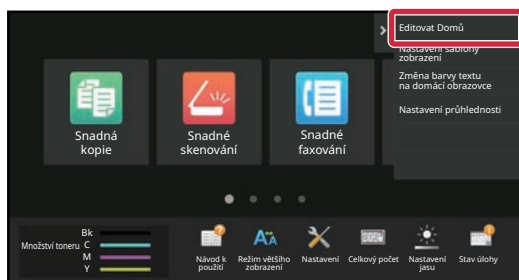 Editovat Domů
Nastavení šablony
zobrazení
Změna barvy textu
na domácí obrazovce
Nastavení průhlednosti
Snadná
kopie
Snadné
skenování
Snadné
faxování
Množství toneru
Bk
C
M
Y
Návod k
použití
Režim většího
zobrazení
Nastavení
Celkový počet
Nastavení
jasu
Stav úlohy